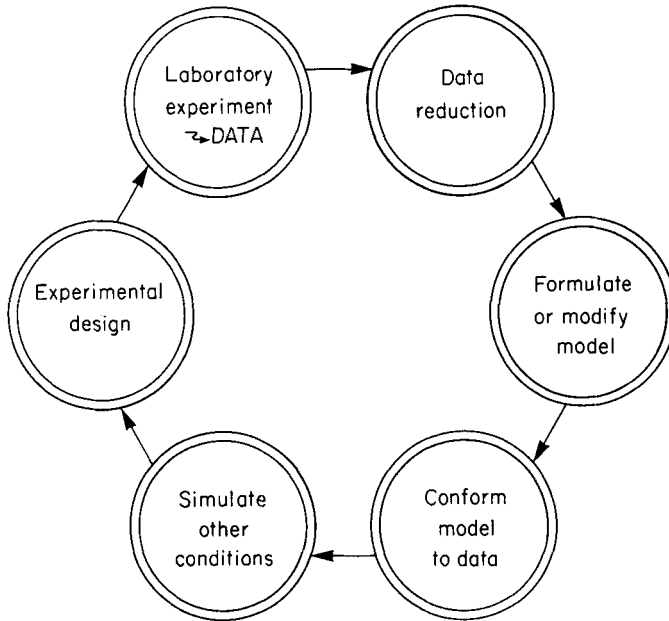 Laboratory
experiment
DATA
Data
reduction
Formulate
or modify
model
Conform
model
to data
Simulate
other
conditions
Experimental
design